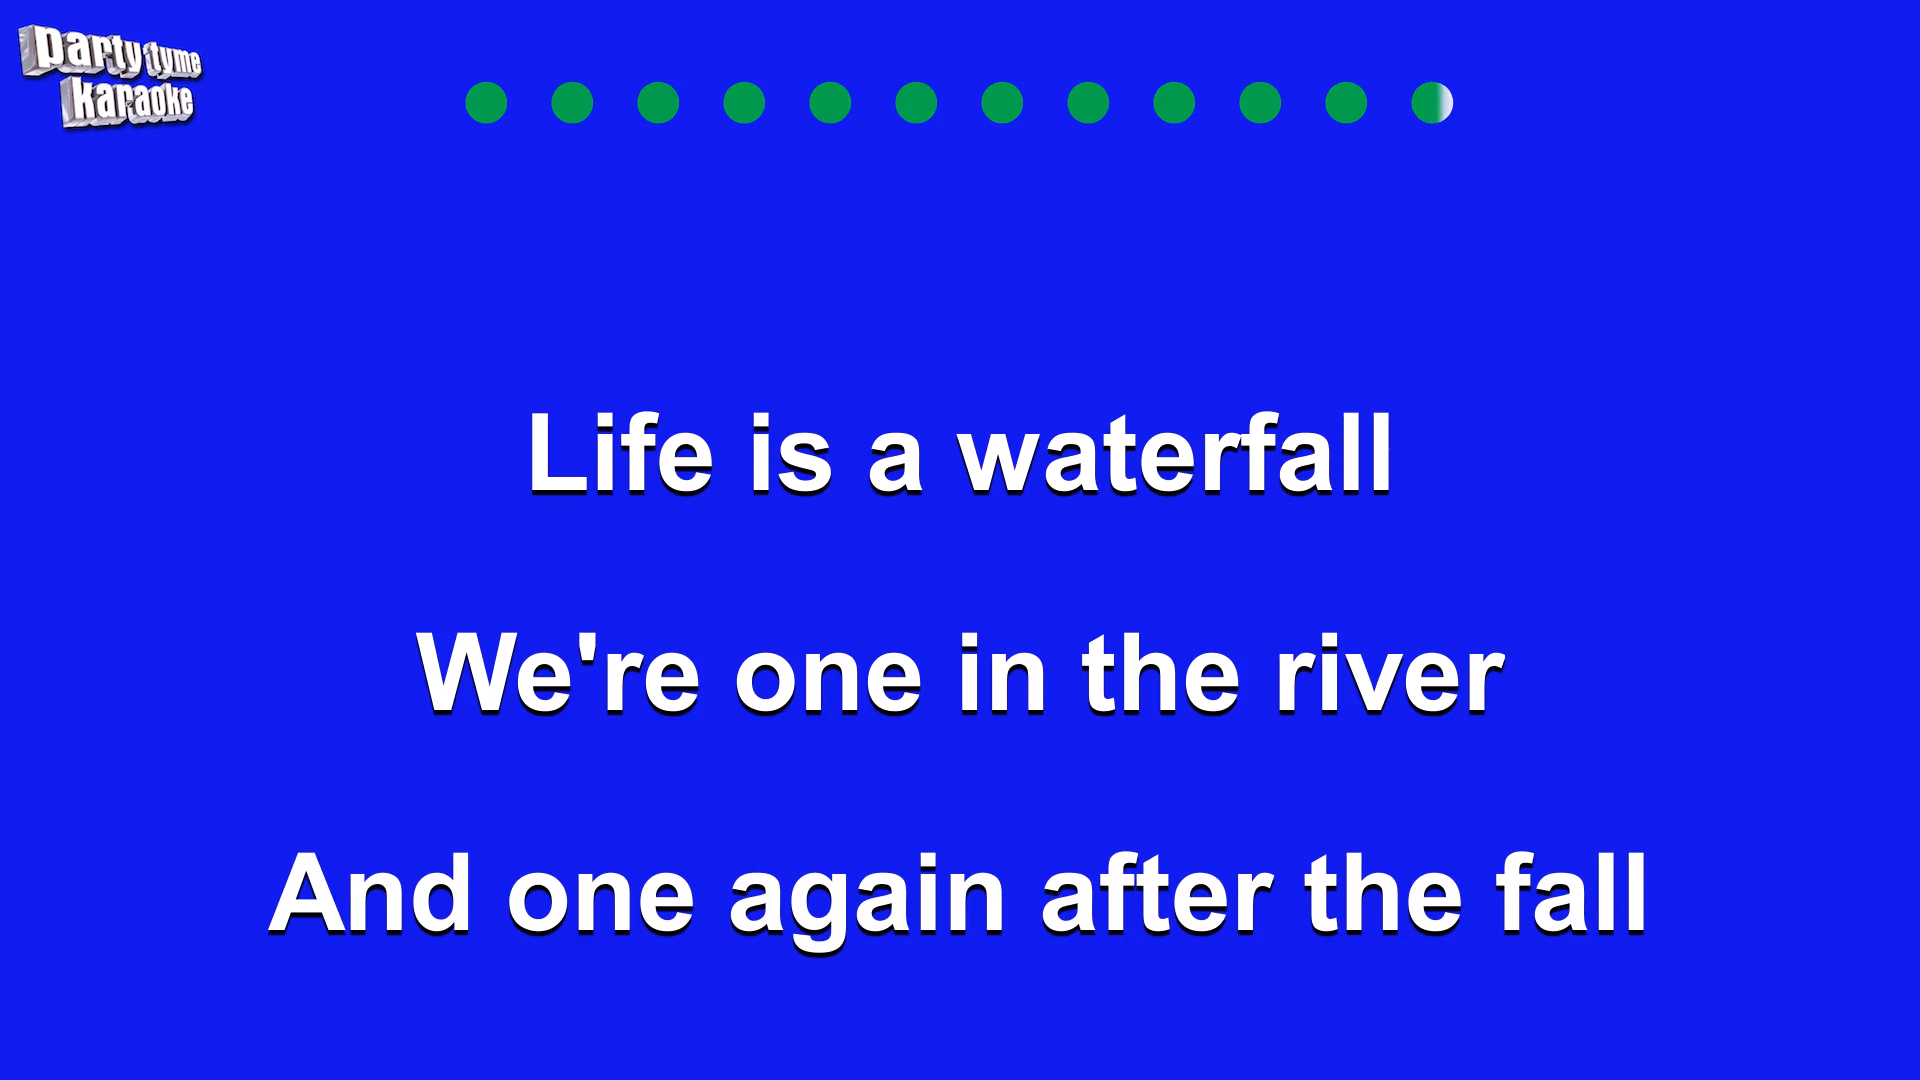 party tyme
karaoke
Life is a waterfall
We're one in the river
And one again after the fall